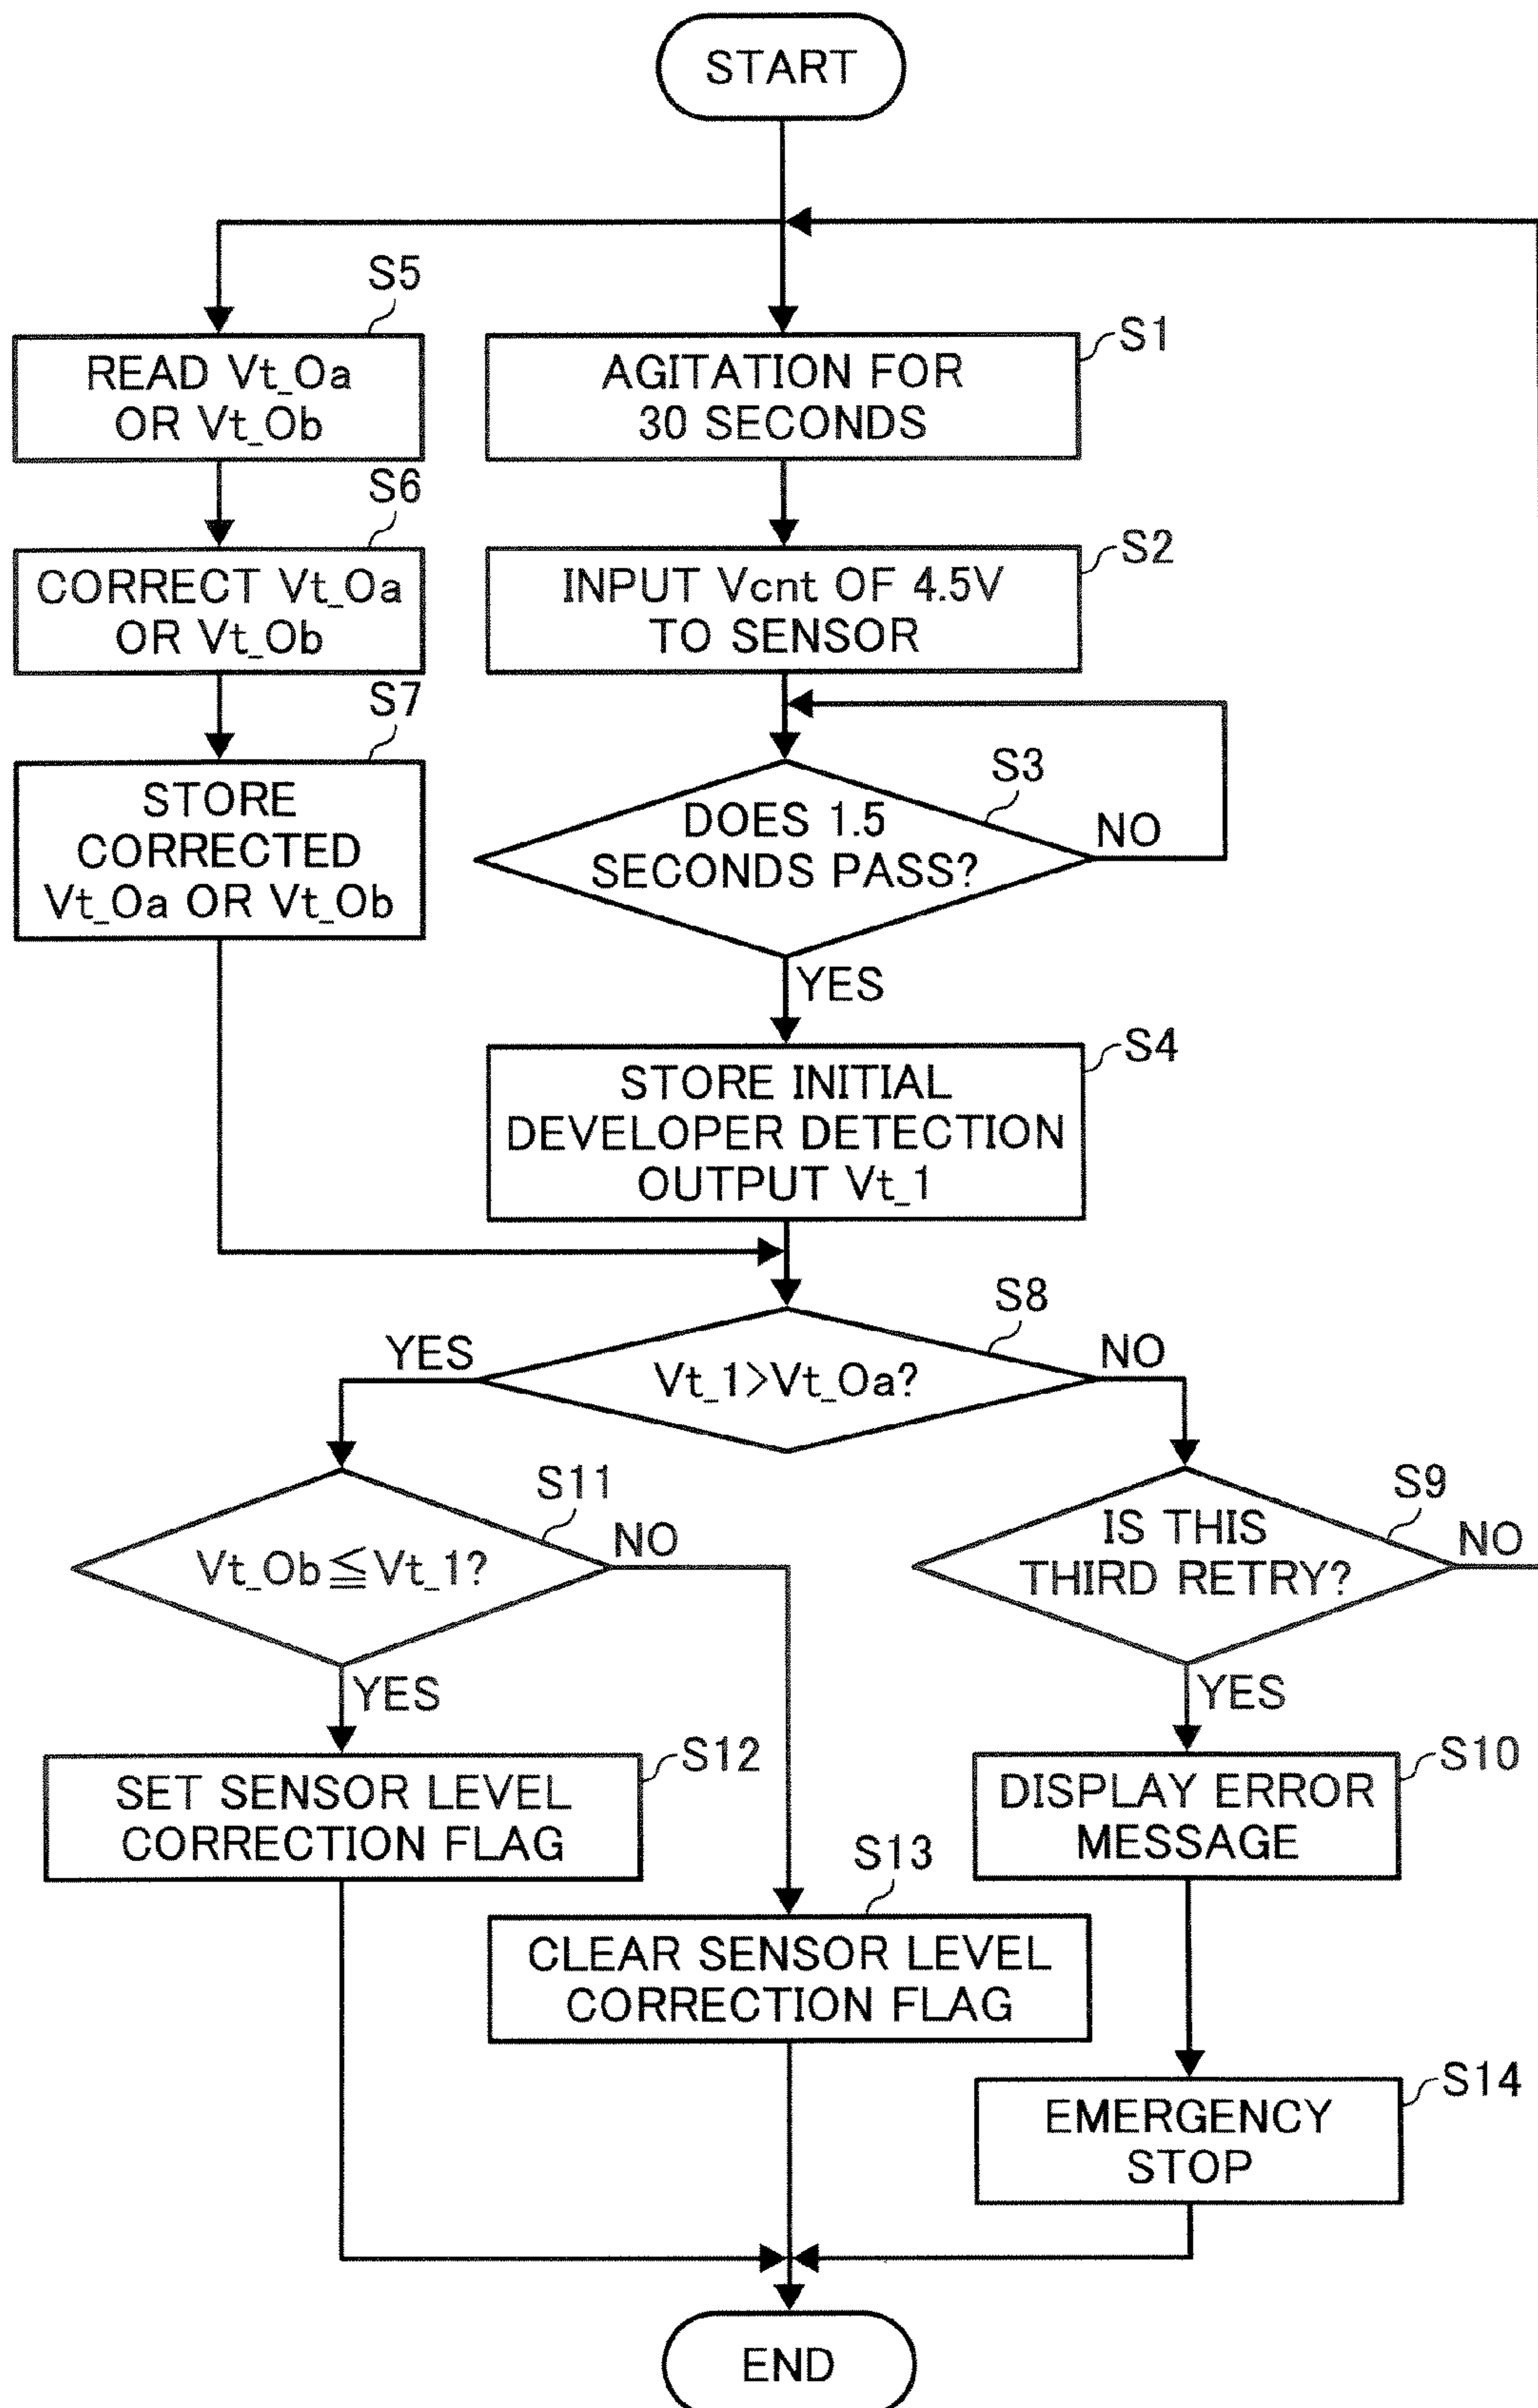 START
S5
READ Vt_Oa
OR Vt_Ob
S1
AGITATION FOR
30 SECONDS
S6
CORRECT Vt_Oa
OR Vt_Ob
S2
INPUT Vcnt OF 4.5V
TO SENSOR
S7
STORE
CORRECTED
Vt_Oa OR Vt_Ob
S3
DOES 1.5
SECONDS PASS?
NO
YES
S4
STORE INITIAL
DEVELOPER DETECTION
OUTPUT Vt_1
S8
YES
Vt_1>Vt_Oa?
NO
S11
Vt_Ob≦Vt_1?
NO
YES
S9
IS THIS
THIRD RETRY?
NO
YES
S12
SET SENSOR LEVEL
CORRECTION FLAG
S10
DISPLAY ERROR
MESSAGE
S13
CLEAR SENSOR LEVEL
CORRECTION FLAG
S14
EMERGENCY
STOP
END